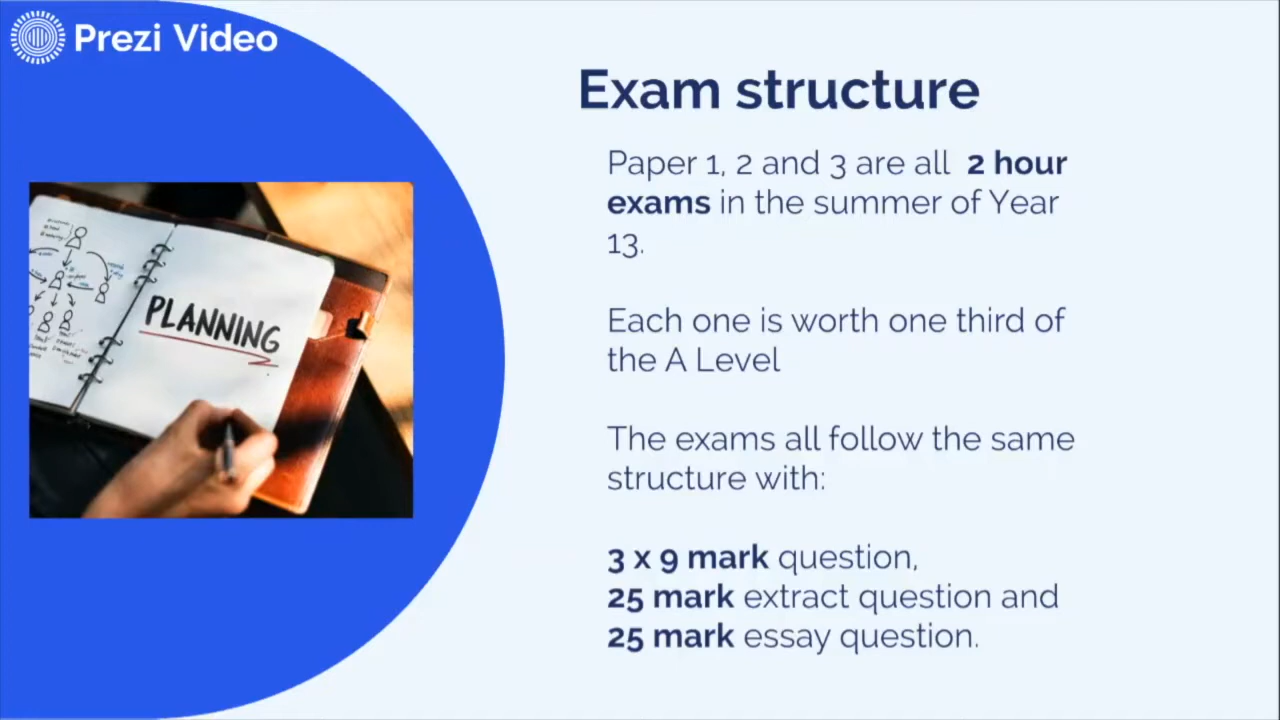 Prezi Video
Exam structure
Paper 1, 2 and 3 are all 2 hour
exams in the summer of Year
13.
Each one is worth one third of
the A Level
The exams all follow the same
structure with:
3 x 9 mark question,
25 mark extract question and
25 mark essay question.
PLANNING